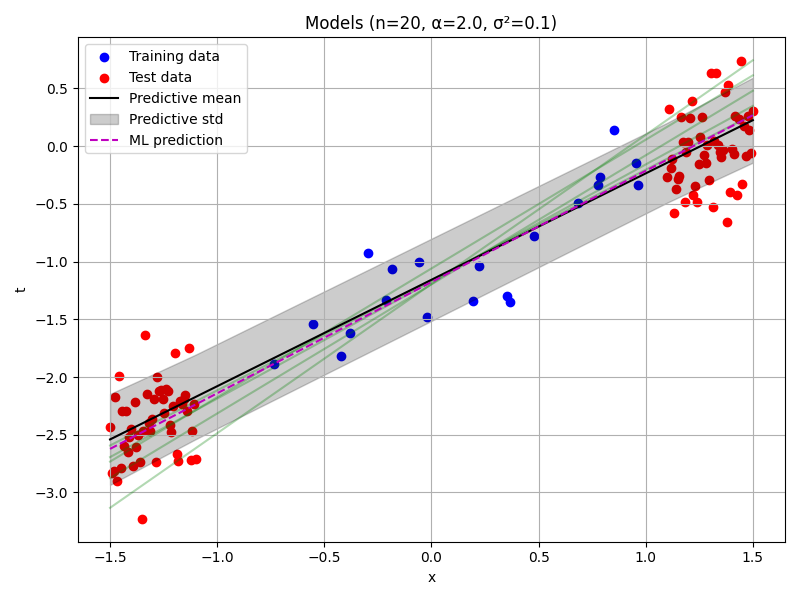 Models (n=20, α=2.0, σ²=0.1)
Training data
Test data
Predictive mean
Predictive std
ML prediction
t
0.5
0.0
−0.5
−1.0
−1.5
−2.0
−2.5
−3.0
−1.5 −1.0 −0.5 0.0 0.5 1.0 1.5
x